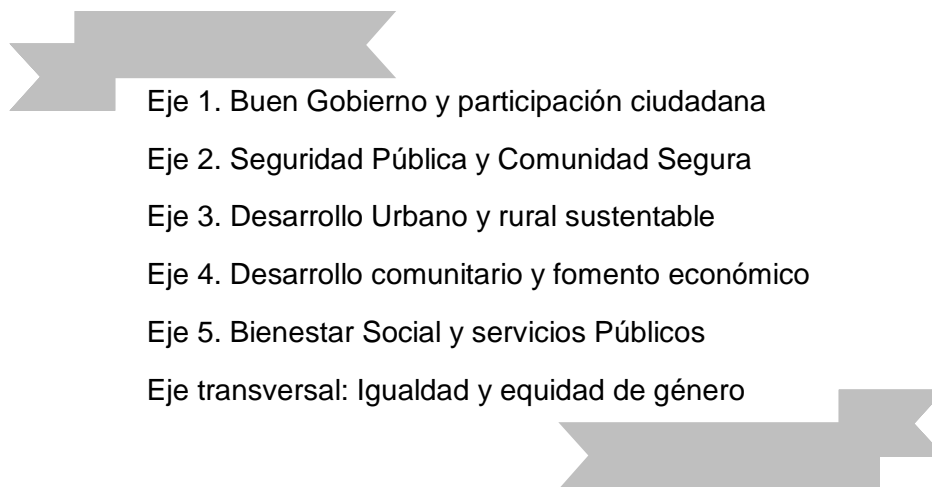 Eje 1. Buen Gobierno y participación ciudadana
Eje 2. Seguridad Pública y Comunidad Segura
Eje 3. Desarrollo Urbano y rural sustentable
Eje 4. Desarrollo comunitario y fomento económico
Eje 5. Bienestar Social y servicios Públicos
Eje transversal: Igualdad y equidad de género